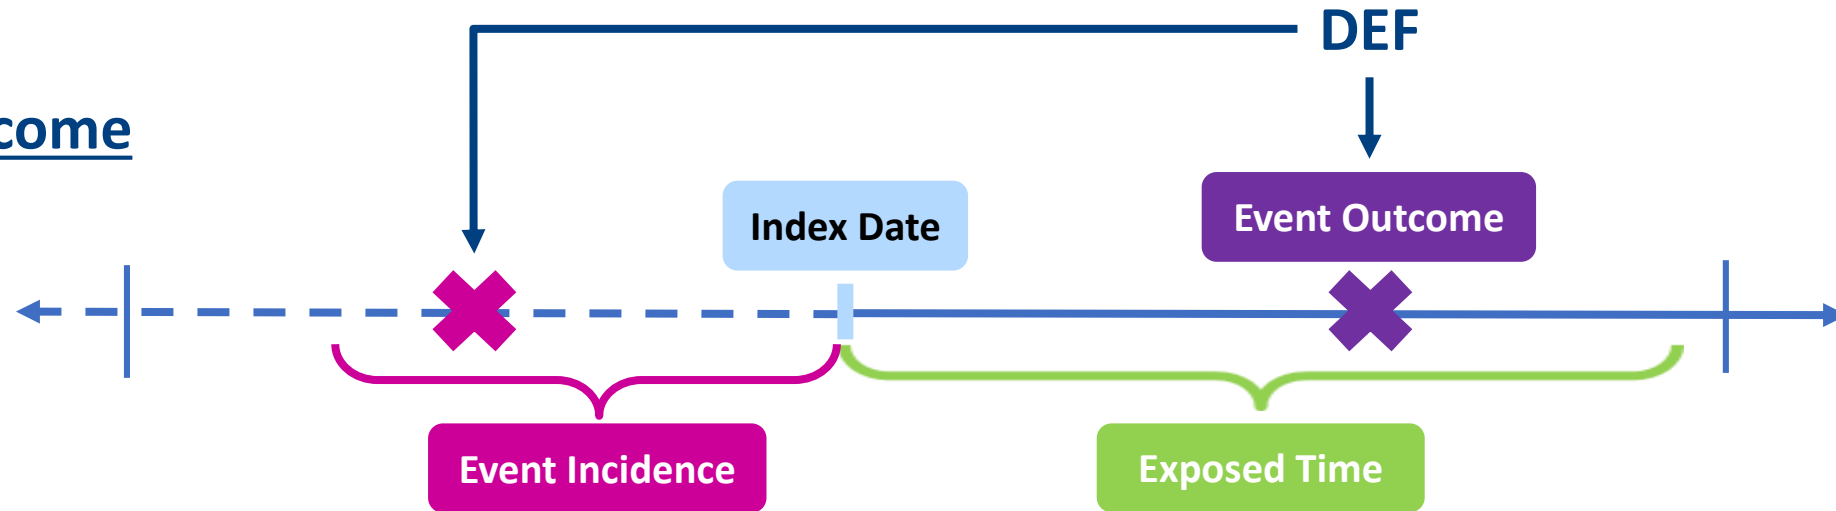 DEF
come
Index Date
Event Outcome
Event Incidence
Exposed Time